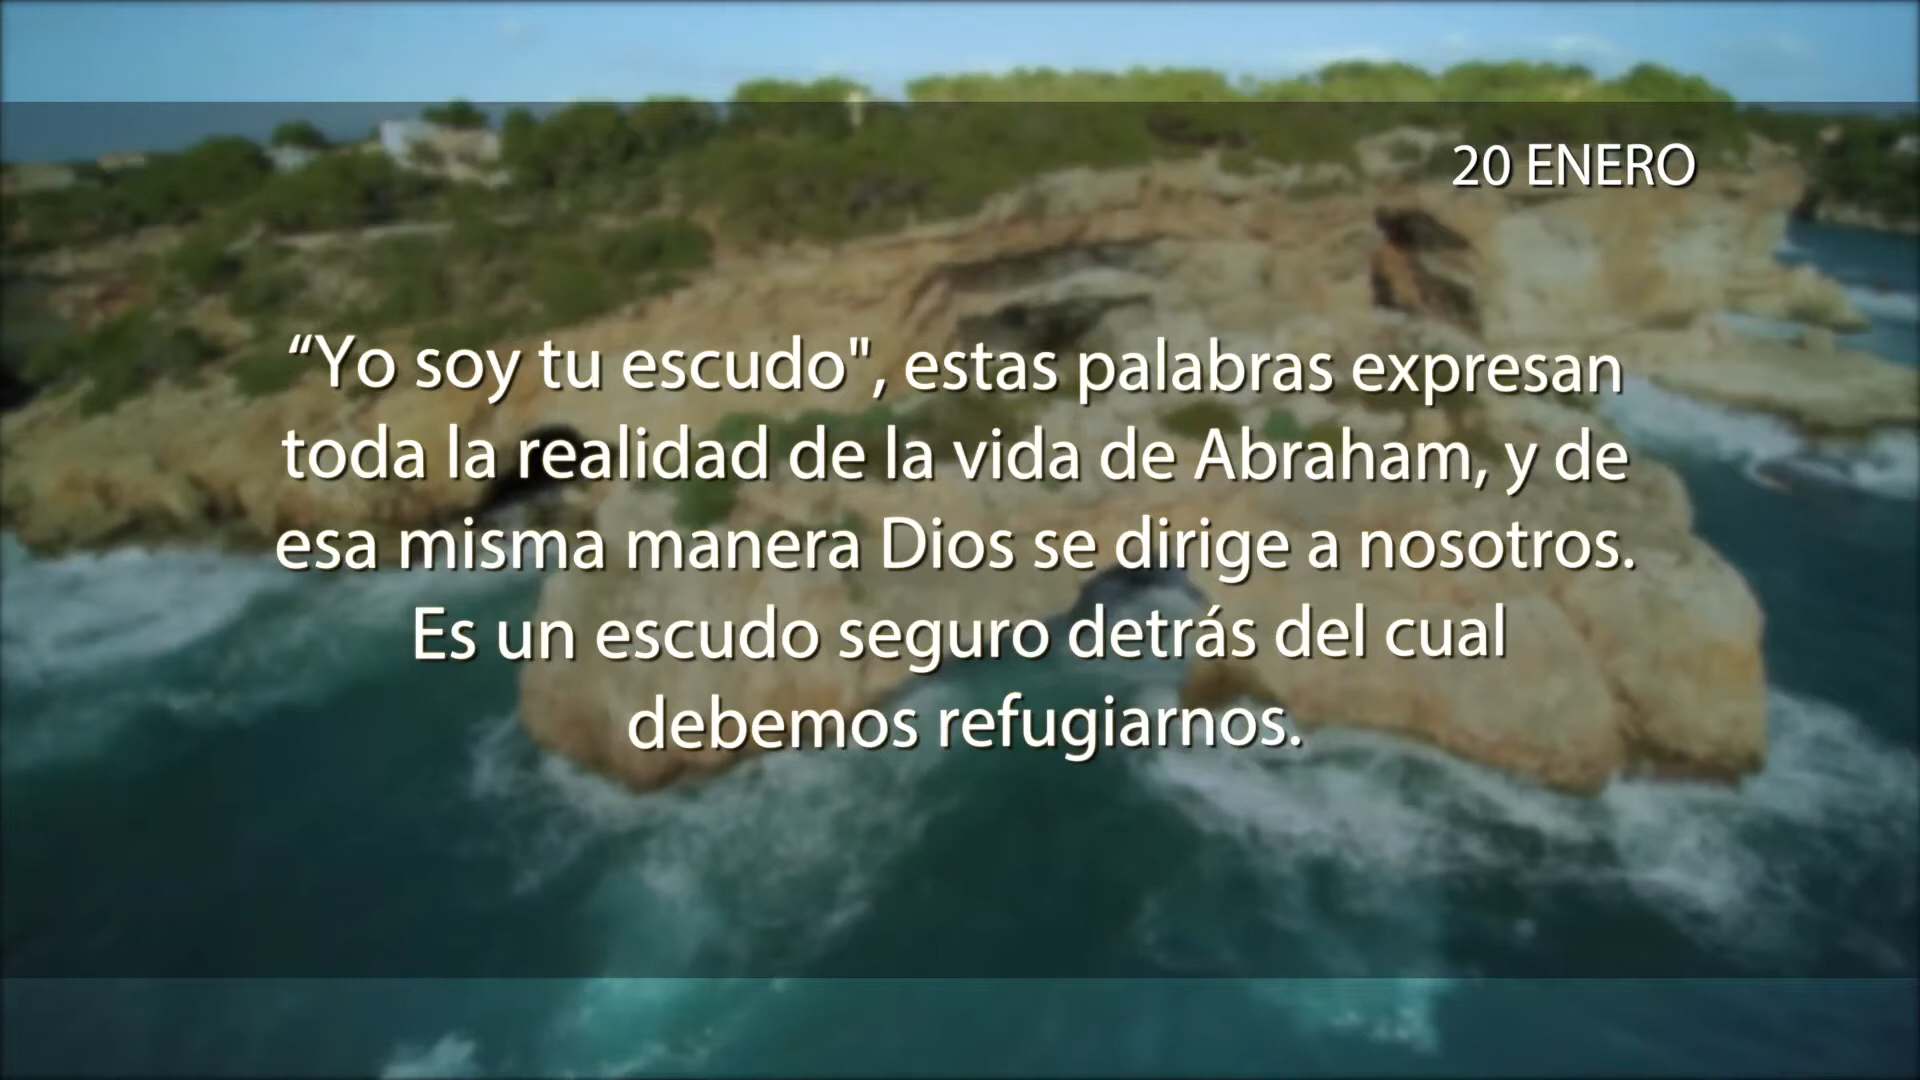 20 ENERO
“Yo soy tu escudo", estas palabras expresan
toda la realidad de la vida de Abraham, y de
esa misma manera Dios se dirige a nosotros.
Es un escudo seguro detrás del cual
debemos refugiarnos.